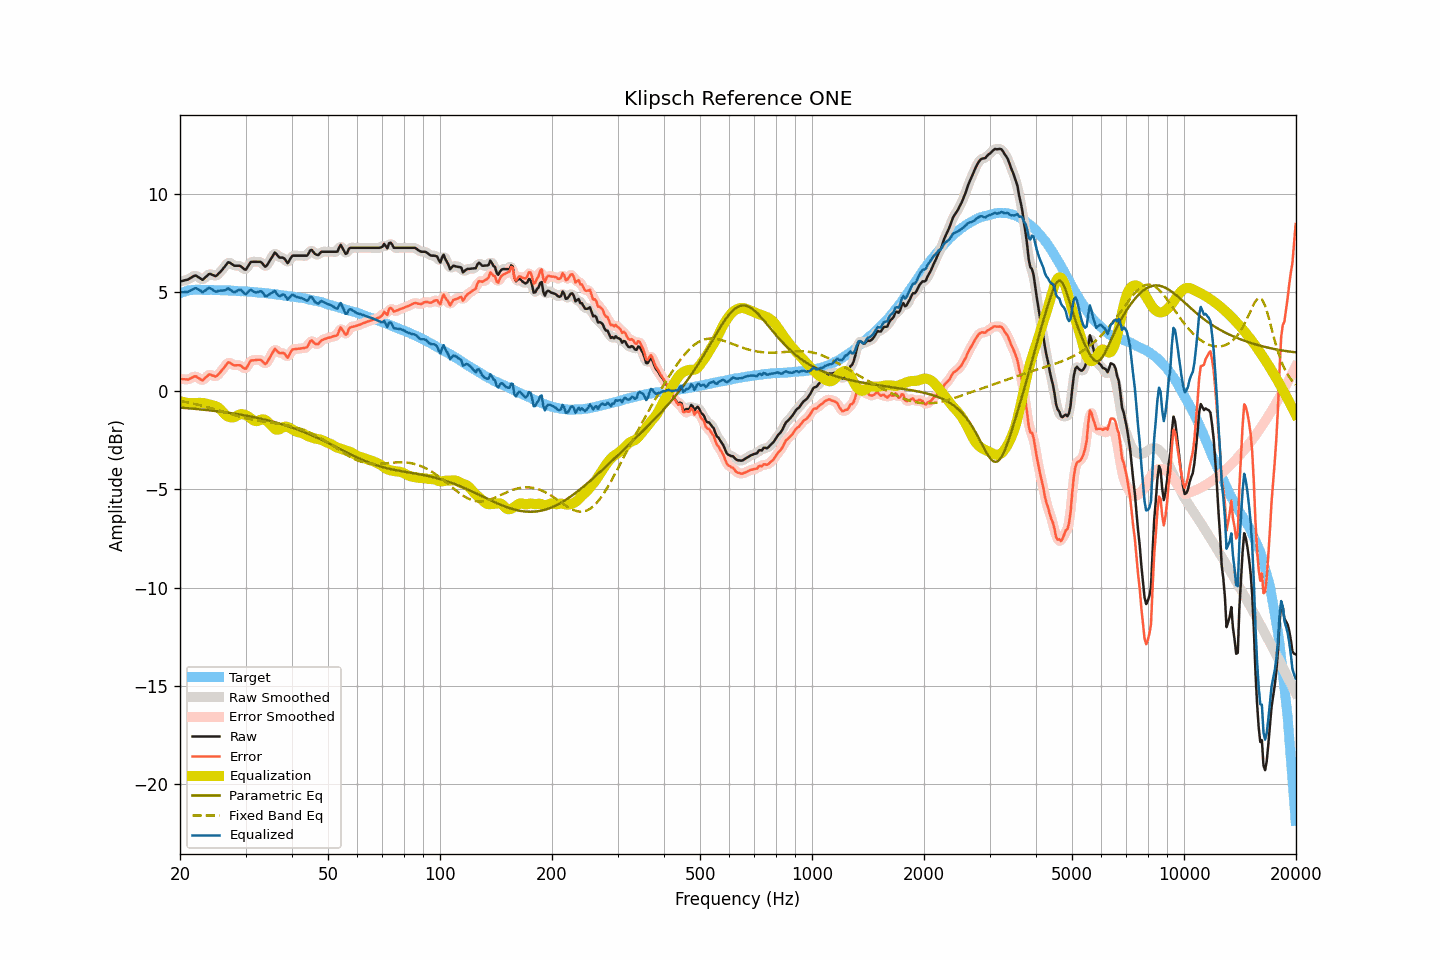 Klipsch Reference ONE
Amplitude (dBr)
10
5
0
−5
−10
−15
−20
Target
Raw Smoothed
Error Smoothed
Raw
Error
Equalization
Parametric Eq
Fixed Band Eq
Equalized
20 50 100 200 500 1000 2000 5000 10000 20000
Frequency (Hz)